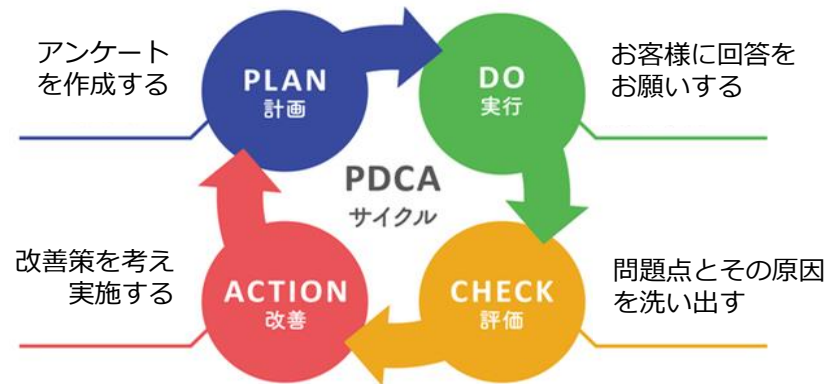 アンケート
を作成する
PLAN
計画
DO
実行
お客様に回答を
お願いする
PDCA
サイクル
改善策を考え
実施する
ACTION
改善
CHECK
評価
問題点とその原因
を洗い出す